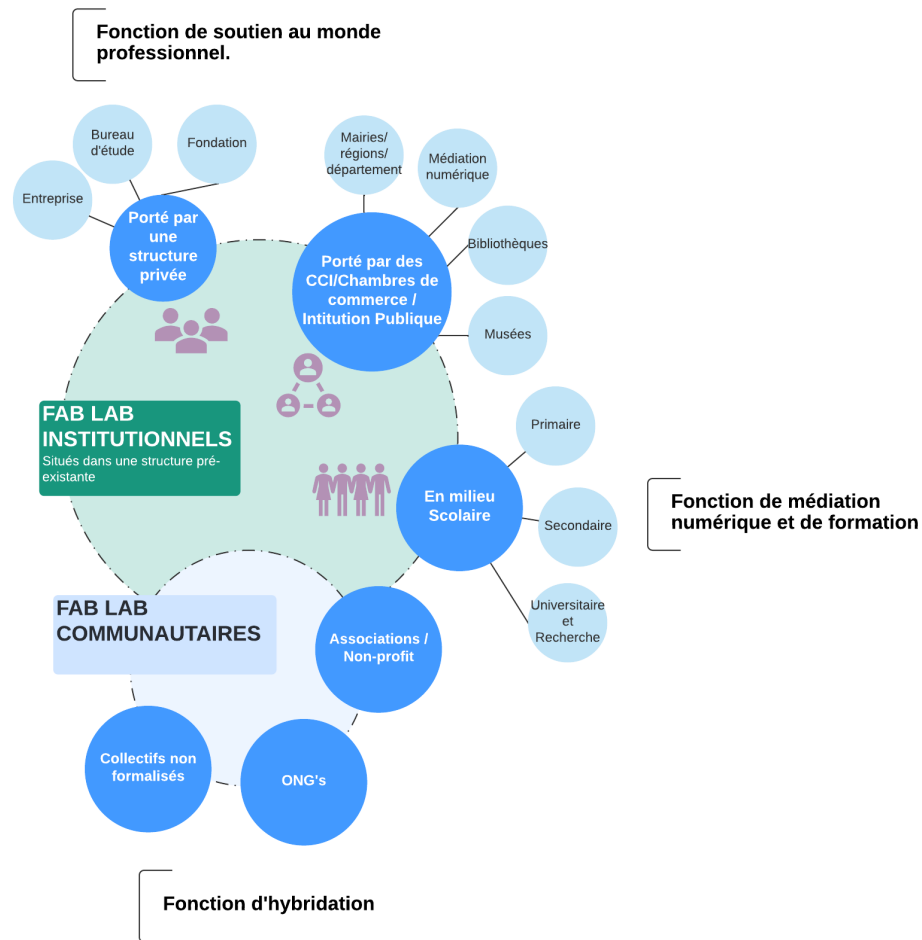 Fonction de soutien au monde
professionnel.
Bureau
d'étude
Fondation
Entreprise
Porté par
une
structure
privée
Mairies/
régions/
département
Médiation
numérique
Bibliothèques
Musées
Porté par des
CCI/Chambres de
commerce /
Intitution Publique
FAB LAB
INSTITUTIONNELS
Situés dans une structure pré-
existante
Primaire
En milieu
Scolaire
Secondaire
Universitaire
et
Recherche
Fonction de médiation
numérique et de formation
FAB LAB
COMMUNAUTAIRES
Associations /
Non-profit
Collectifs non
formalisés
ONG's
Fonction d'hybridation